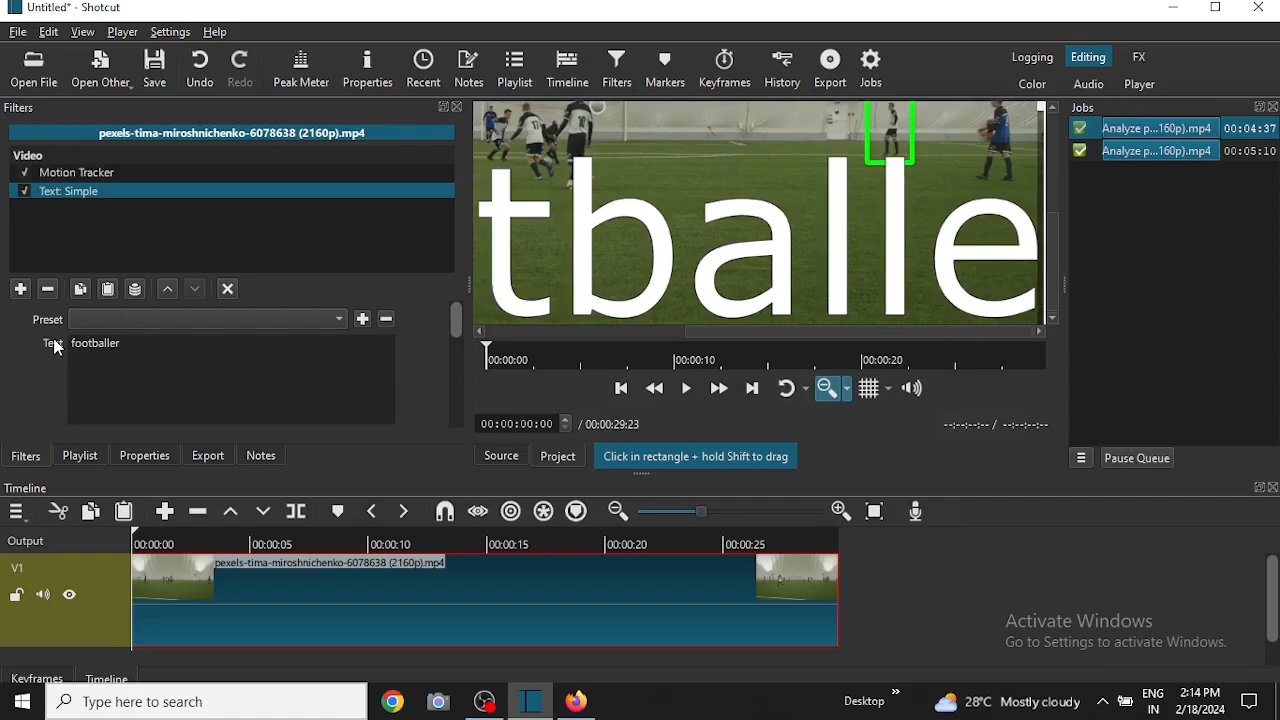 Untitled* - Shotcut
File Edit View Player Settings Help
Open File Open Other Save Undo Redo Peak Meter Properties Recent Notes Playlist Timeline Filters Markers Keyframes History Export Jobs
Logging Editing FX
Color Audio Player
Filters
pexels-tima-miroshnichenko-6078638 (2160p).mp4
Video
Motion Tracker
Text: Simple
Preset
footballer
Filters Playlist Properties Export Notes
tballe
00:00:00 00:00:10 00:00:20
00:00:00:00 / 00:00:29:23
--:--:--:-- / --:--:--:--
Source Project Click in rectangle + hold Shift to drag
Jobs
Analyze p...160p).mp4 00:04:37
Analyze p...160p).mp4 00:05:10
Pause Queue
Timeline
Output
00:00:00 00:00:05 00:00:10 00:00:15 00:00:20 00:00:25
V1
pexels-tima-miroshnichenko-6078638 (2160p).mp4
Activate Windows
Go to Settings to activate Windows.
Keyframes Timeline
Type here to search
Desktop
28°C Mostly cloudy
ENG
IN
2:14 PM
2/18/2024